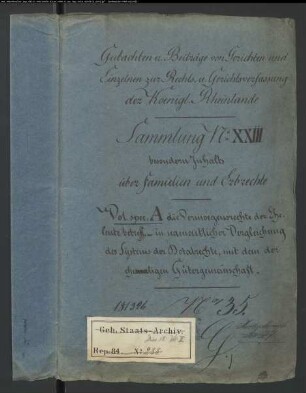 Gutachten u. Beiträge von Gerichten und
Einzelnen zur Rechts- u. Gerichtsverfassung
der Koenigl. Rheinlande
Sammlung No. XXIII
besondern Inhalts
über Familien und Erbrechte
Vol. spec. A die Vermögensrechte der Ehe-
leute betreff. in namentlicher Vergleichung
des Systems des Dotalrechts, mit dem der
ehemaligen Gütergemeinschaft.
No 35.
Geh. Staats-Archiv.
Rep. 84